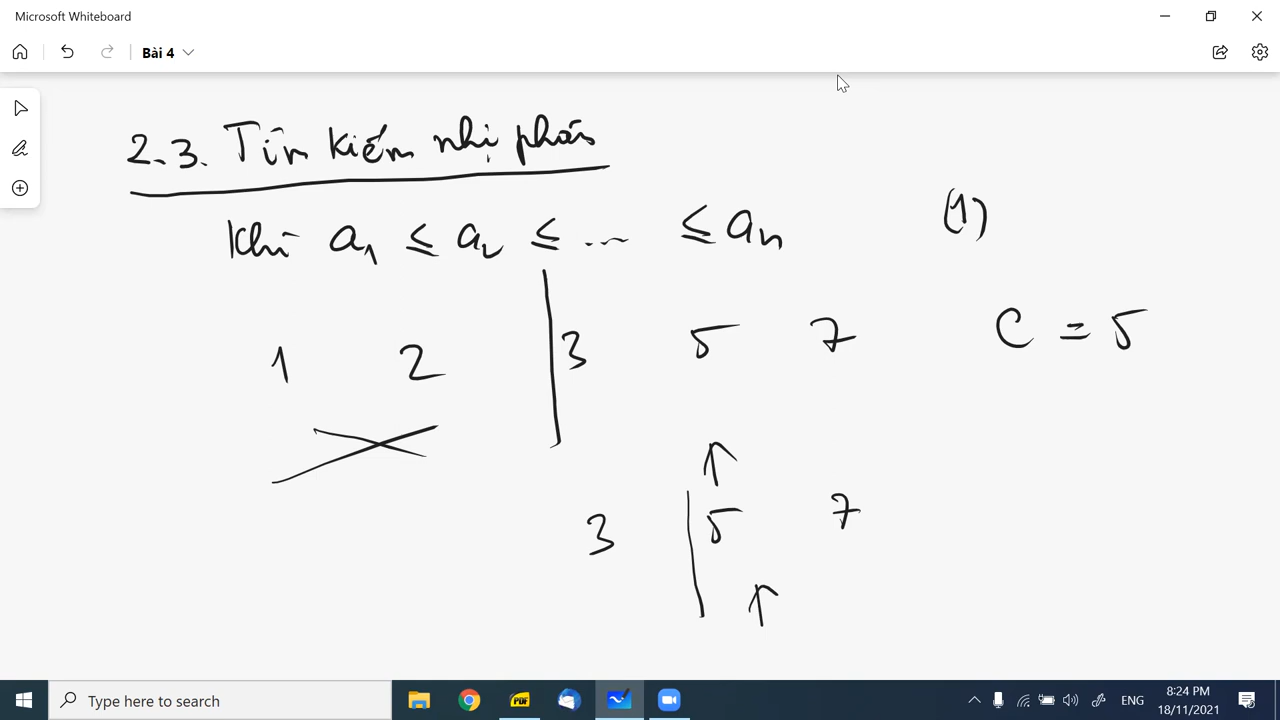 Microsoft Whiteboard
Bài 4
2.3. Tìm kiếm nhị phân
Khi a₁ ≤ a₂ ≤ ... ≤ aₙ (1)
1 2 3 5 7 C = 5
3 5 7
Type here to search
PDF
ENG
8:24 PM
18/11/2021